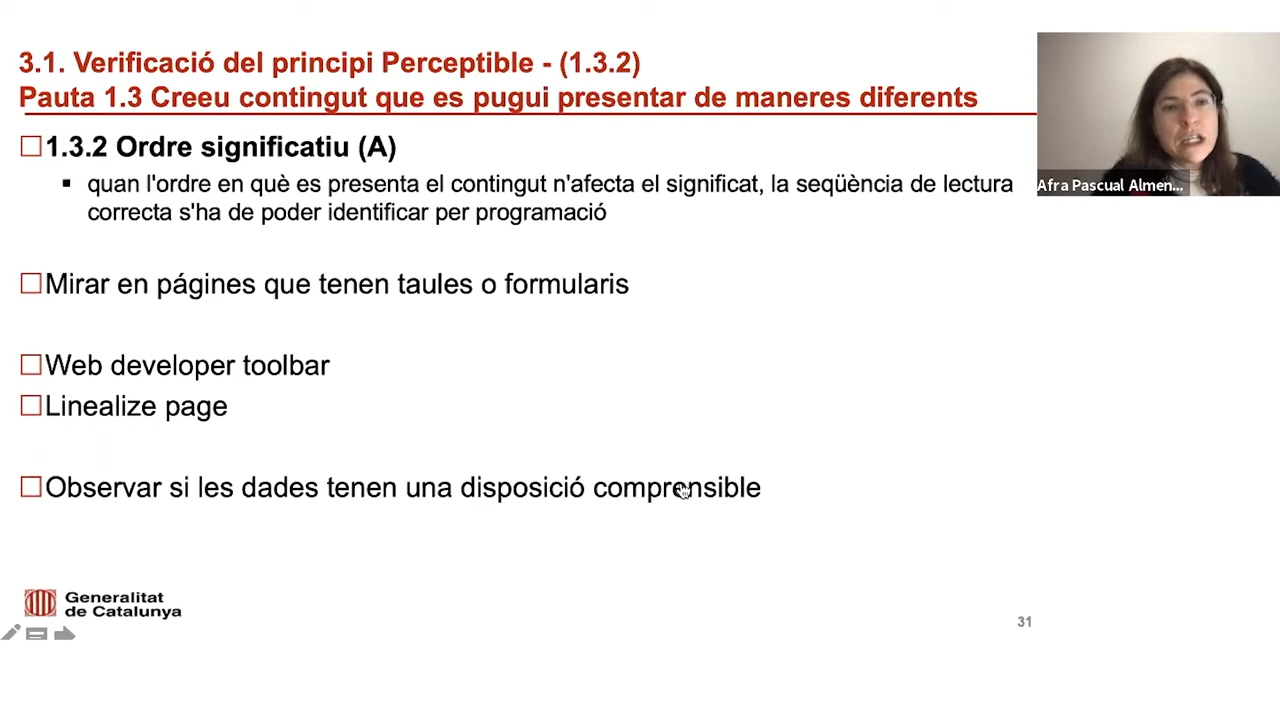 3.1. Verificació del principi Perceptible - (1.3.2)
Pauta 1.3 Creeu contingut que es pugui presentar de maneres diferents
1.3.2 Ordre significatiu (A)
quan l'ordre en què es presenta el contingut n'afecta el significat, la seqüència de lectura
correcta s'ha de poder identificar per programació
Mirar en págines que tenen taules o formularis
Web developer toolbar
Linealize page
Observar si les dades tenen una disposició comprensible
Afra Pascual Almen...
Generalitat
de Catalunya
31